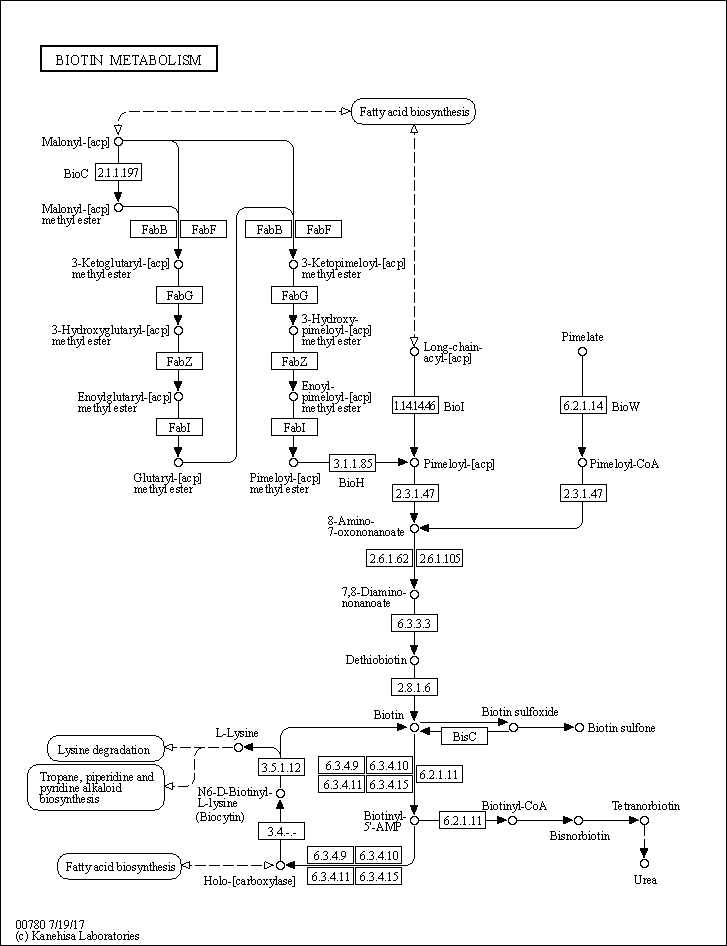 BIOTIN METABOLISM
Fatty acid biosynthesis
Malonyl-[acp]
BioC
2.1.1.197
Malonyl-[acp]
methyl ester
FabB
FabF
FabB
FabF
3-Ketoglutaryl-[acp]
methyl ester
3-Ketopimeloyl-[acp]
methyl ester
FabG
FabG
3-Hydroxyglutaryl-[acp]
methyl ester
3-Hydroxy-
pimeloyl-[acp]
methyl ester
Long-chain-
acyl-[acp]
Pimelate
FabZ
FabZ
Enoylglutaryl-[acp]
methyl ester
Enoyl-
pimeloyl-[acp]
methyl ester
1.14.14.46
BioI
6.2.1.14
BioW
FabI
FabI
Glutaryl-[acp]
methyl ester
Pimeloyl-[acp]
methyl ester
3.1.1.85
BioH
Pimeloyl-[acp]
Pimeloyl-CoA
2.3.1.47
2.3.1.47
8-Amino-
7-oxononanoate
2.6.1.62
2.6.1.105
7,8-Diamino-
nonanoate
6.3.3.3
Dethiobiotin
2.8.1.6
Biotin
Biotin sulfoxide
Biotin sulfone
BisC
L-Lysine
Lysine degradation
3.5.1.12
6.3.4.9
6.3.4.10
6.2.1.11
6.3.4.11
6.3.4.15
Tropane, piperidine and
pyridine alkaloid
biosynthesis
N6-D-Biotinyl-
L-lysine
(Biocytin)
Biotinyl-
5'-AMP
6.2.1.11
Biotinyl-CoA
Bisnorbiotin
Tetranorbiotin
3.4.-.-
Fatty acid biosynthesis
Holo-[carboxylase]
6.3.4.9
6.3.4.10
6.3.4.11
6.3.4.15
Urea
00780 7/19/17
(c) Kanehisa Laboratories